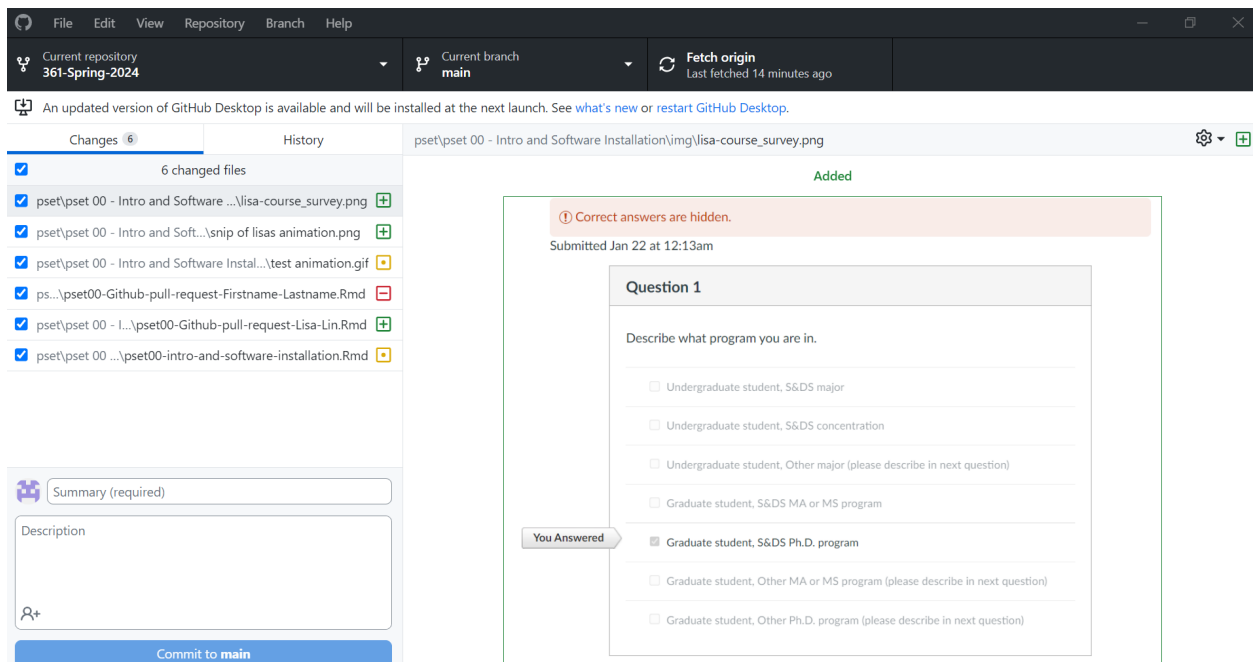 File Edit View Repository Branch Help
Current repository
361-Spring-2024
Current branch
main
Fetch origin
Last fetched 14 minutes ago
An updated version of GitHub Desktop is available and will be installed at the next launch. See what's new or restart GitHub Desktop.
Changes 6
History
6 changed files
pset\pset 00 - Intro and Software ...\lisa-course_survey.png
pset\pset 00 - Intro and Soft...\snip of lisas animation.png
pset\pset 00 - Intro and Software Instal...\test animation.gif
ps...\pset00-Github-pull-request-Firstname-Lastname.Rmd
pset\pset 00 - I...\pset00-Github-pull-request-Lisa-Lin.Rmd
pset\pset 00 ...\pset00-intro-and-software-installation.Rmd
Summary (required)
Description
Commit to main
pset\pset 00 - Intro and Software Installation\img\lisa-course_survey.png
Added
Correct answers are hidden.
Submitted Jan 22 at 12:13am
Question 1
Describe what program you are in.
Undergraduate student, S&DS major
Undergraduate student, S&DS concentration
Undergraduate student, Other major (please describe in next question)
Graduate student, S&DS MA or MS program
You Answered
Graduate student, S&DS Ph.D. program
Graduate student, Other MA or MS program (please describe in next question)
Graduate student, Other Ph.D. program (please describe in next question)